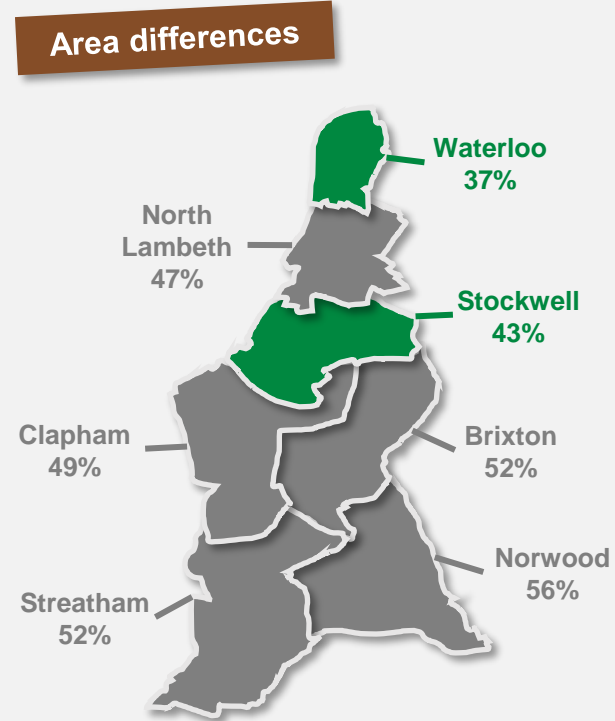 Area differences
Waterloo
37%
North
Lambeth
47%
Stockwell
43%
Clapham
49%
Brixton
52%
Norwood
56%
Streatham
52%